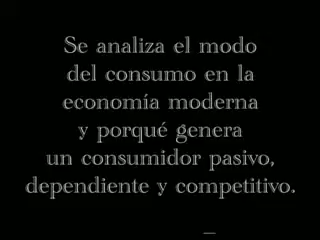 Se analiza el modo
del consumo en la
economía moderna
y porqué genera
un consumidor pasivo,
dependiente y competitivo.